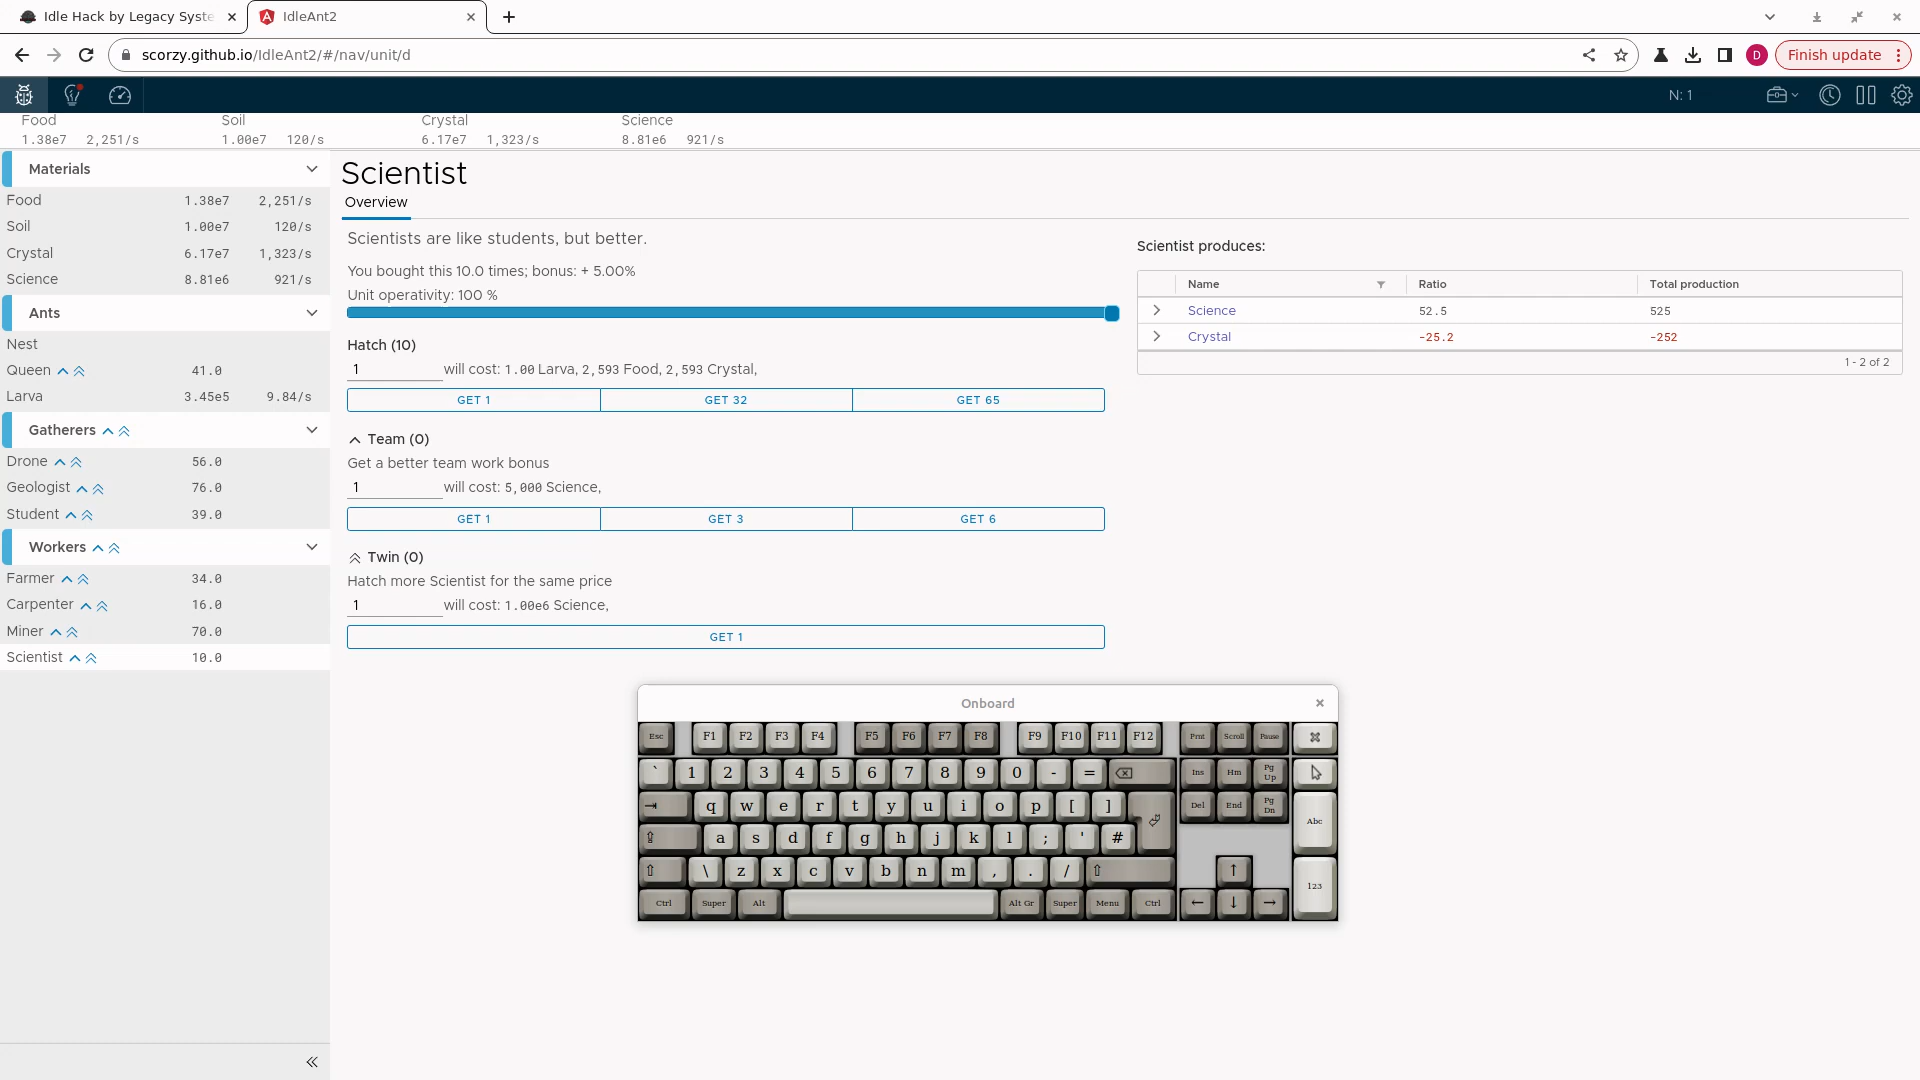 Idle Hack by Legacy Syste
IdleAnt2
scorzy.github.io/IdleAnt2/#/nav/unit/d
D
Finish update
N: 1
Food Soil Crystal Science
1.38e7 2,251/s 1.00e7 120/s 6.17e7 1,323/s 8.81e6 921/s
Materials
Food 1.38e7 2,251/s
Soil 1.00e7 120/s
Crystal 6.17e7 1,323/s
Science 8.81e6 921/s
Ants
Nest
Queen 41.0
Larva 3.45e5 9.84/s
Gatherers
Drone 56.0
Geologist 76.0
Student 39.0
Workers
Farmer 34.0
Carpenter 16.0
Miner 70.0
Scientist 10.0
Scientist
Overview
Scientists are like students, but better.
You bought this 10.0 times; bonus: + 5.00%
Unit operativity: 100 %
Hatch (10)
1 will cost: 1.00 Larva, 2,593 Food, 2,593 Crystal,
GET 1 GET 32 GET 65
Team (0)
Get a better team work bonus
1 will cost: 5,000 Science,
GET 1 GET 3 GET 6
Twin (0)
Hatch more Scientist for the same price
1 will cost: 1.00e6 Science,
GET 1
Scientist produces:
Name Ratio Total production
Science 52.5 525
Crystal -25.2 -252
1 - 2 of 2
Onboard
Esc F1 F2 F3 F4 F5 F6 F7 F8 F9 F10 F11 F12 Prnt Scroll Pause
` 1 2 3 4 5 6 7 8 9 0 - = Ins Hm Pg Up
q w e r t y u i o p [ ] Del End Pg Dn Abc
a s d f g h j k l ; ' #
\ z x c v b n m , . / 123
Ctrl Super Alt Alt Gr Super Menu Ctrl